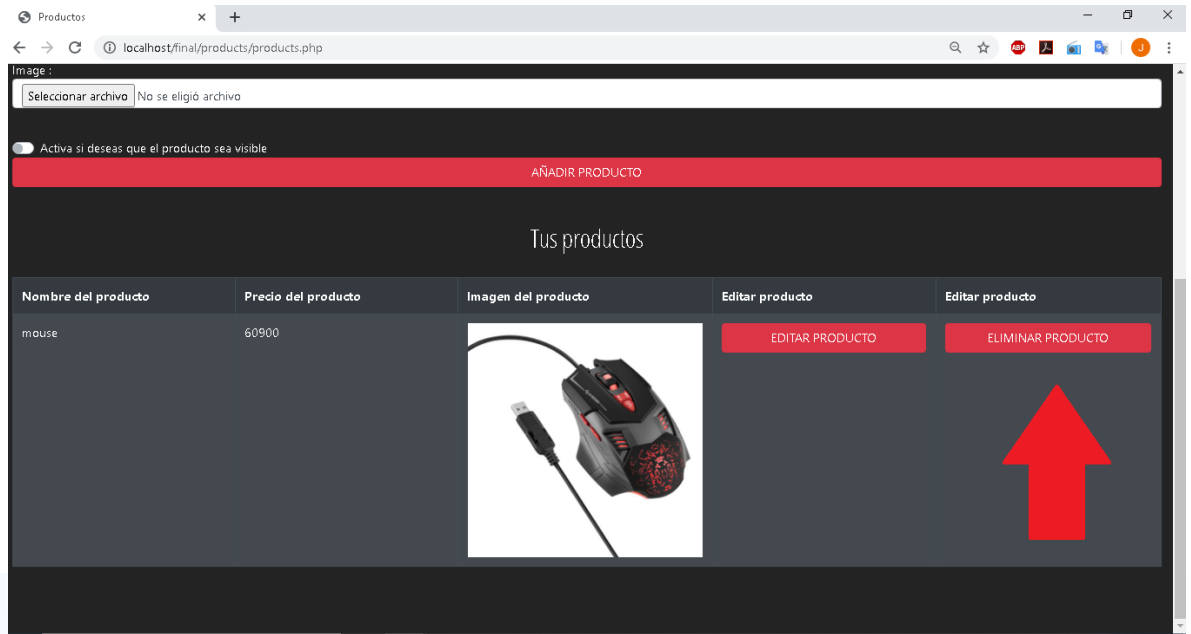 Productos
localhost/final/products/products.php
ABP
J
Image :
Seleccionar archivo No se eligió archivo
Activa si deseas que el producto sea visible
AÑADIR PRODUCTO
Tus productos
Nombre del producto Precio del producto Imagen del producto Editar producto Editar producto
mouse 60900 EDITAR PRODUCTO ELIMINAR PRODUCTO